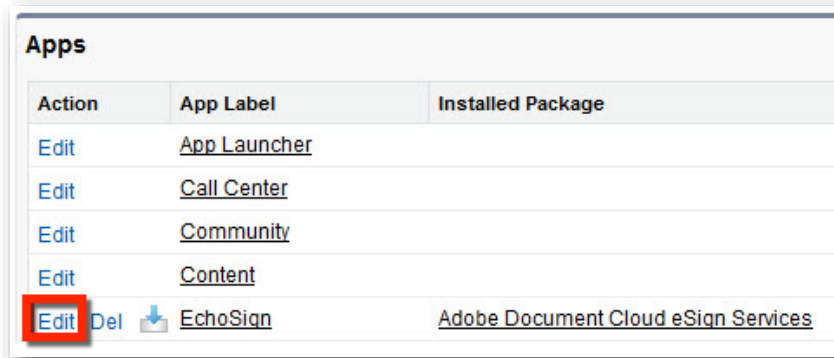 Apps
Action App Label Installed Package
Edit App Launcher
Edit Call Center
Edit Community
Edit Content
Edit Del EchoSign Adobe Document Cloud eSign Services